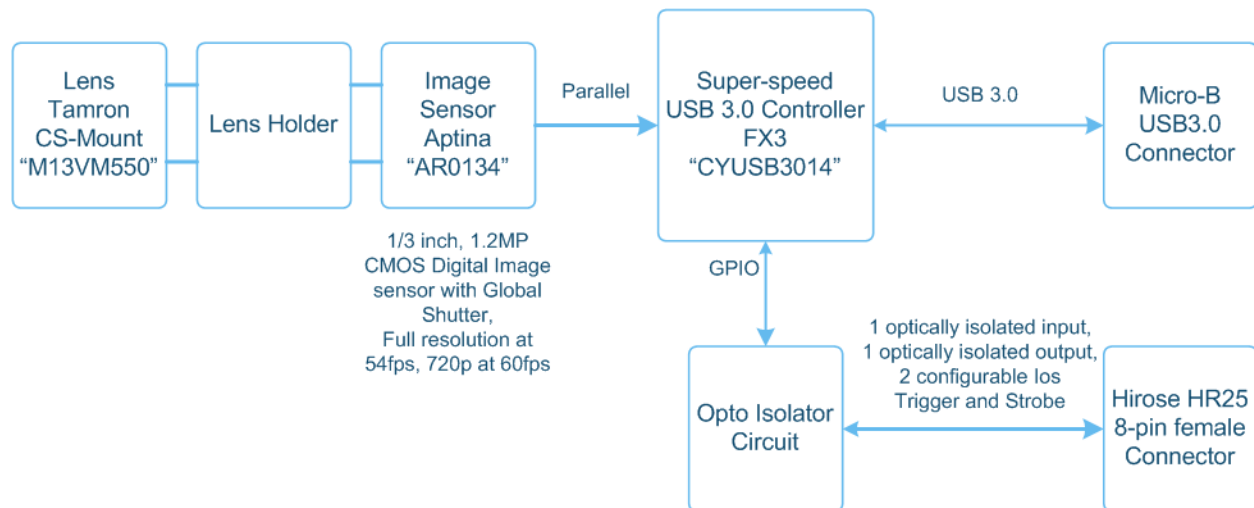 Lens
Tamron
CS-Mount
“M13VM550”
Lens Holder
Image
Sensor
Aptina
“AR0134”
Parallel
Super-speed
USB 3.0 Controller
FX3
“CYUSB3014”
USB 3.0
Micro-B
USB3.0
Connector
1/3 inch, 1.2MP
CMOS Digital Image
sensor with Global
Shutter,
Full resolution at
54fps, 720p at 60fps
GPIO
Opto Isolator
Circuit
1 optically isolated input,
1 optically isolated output,
2 configurable Ios
Trigger and Strobe
Hirose HR25
8-pin female
Connector